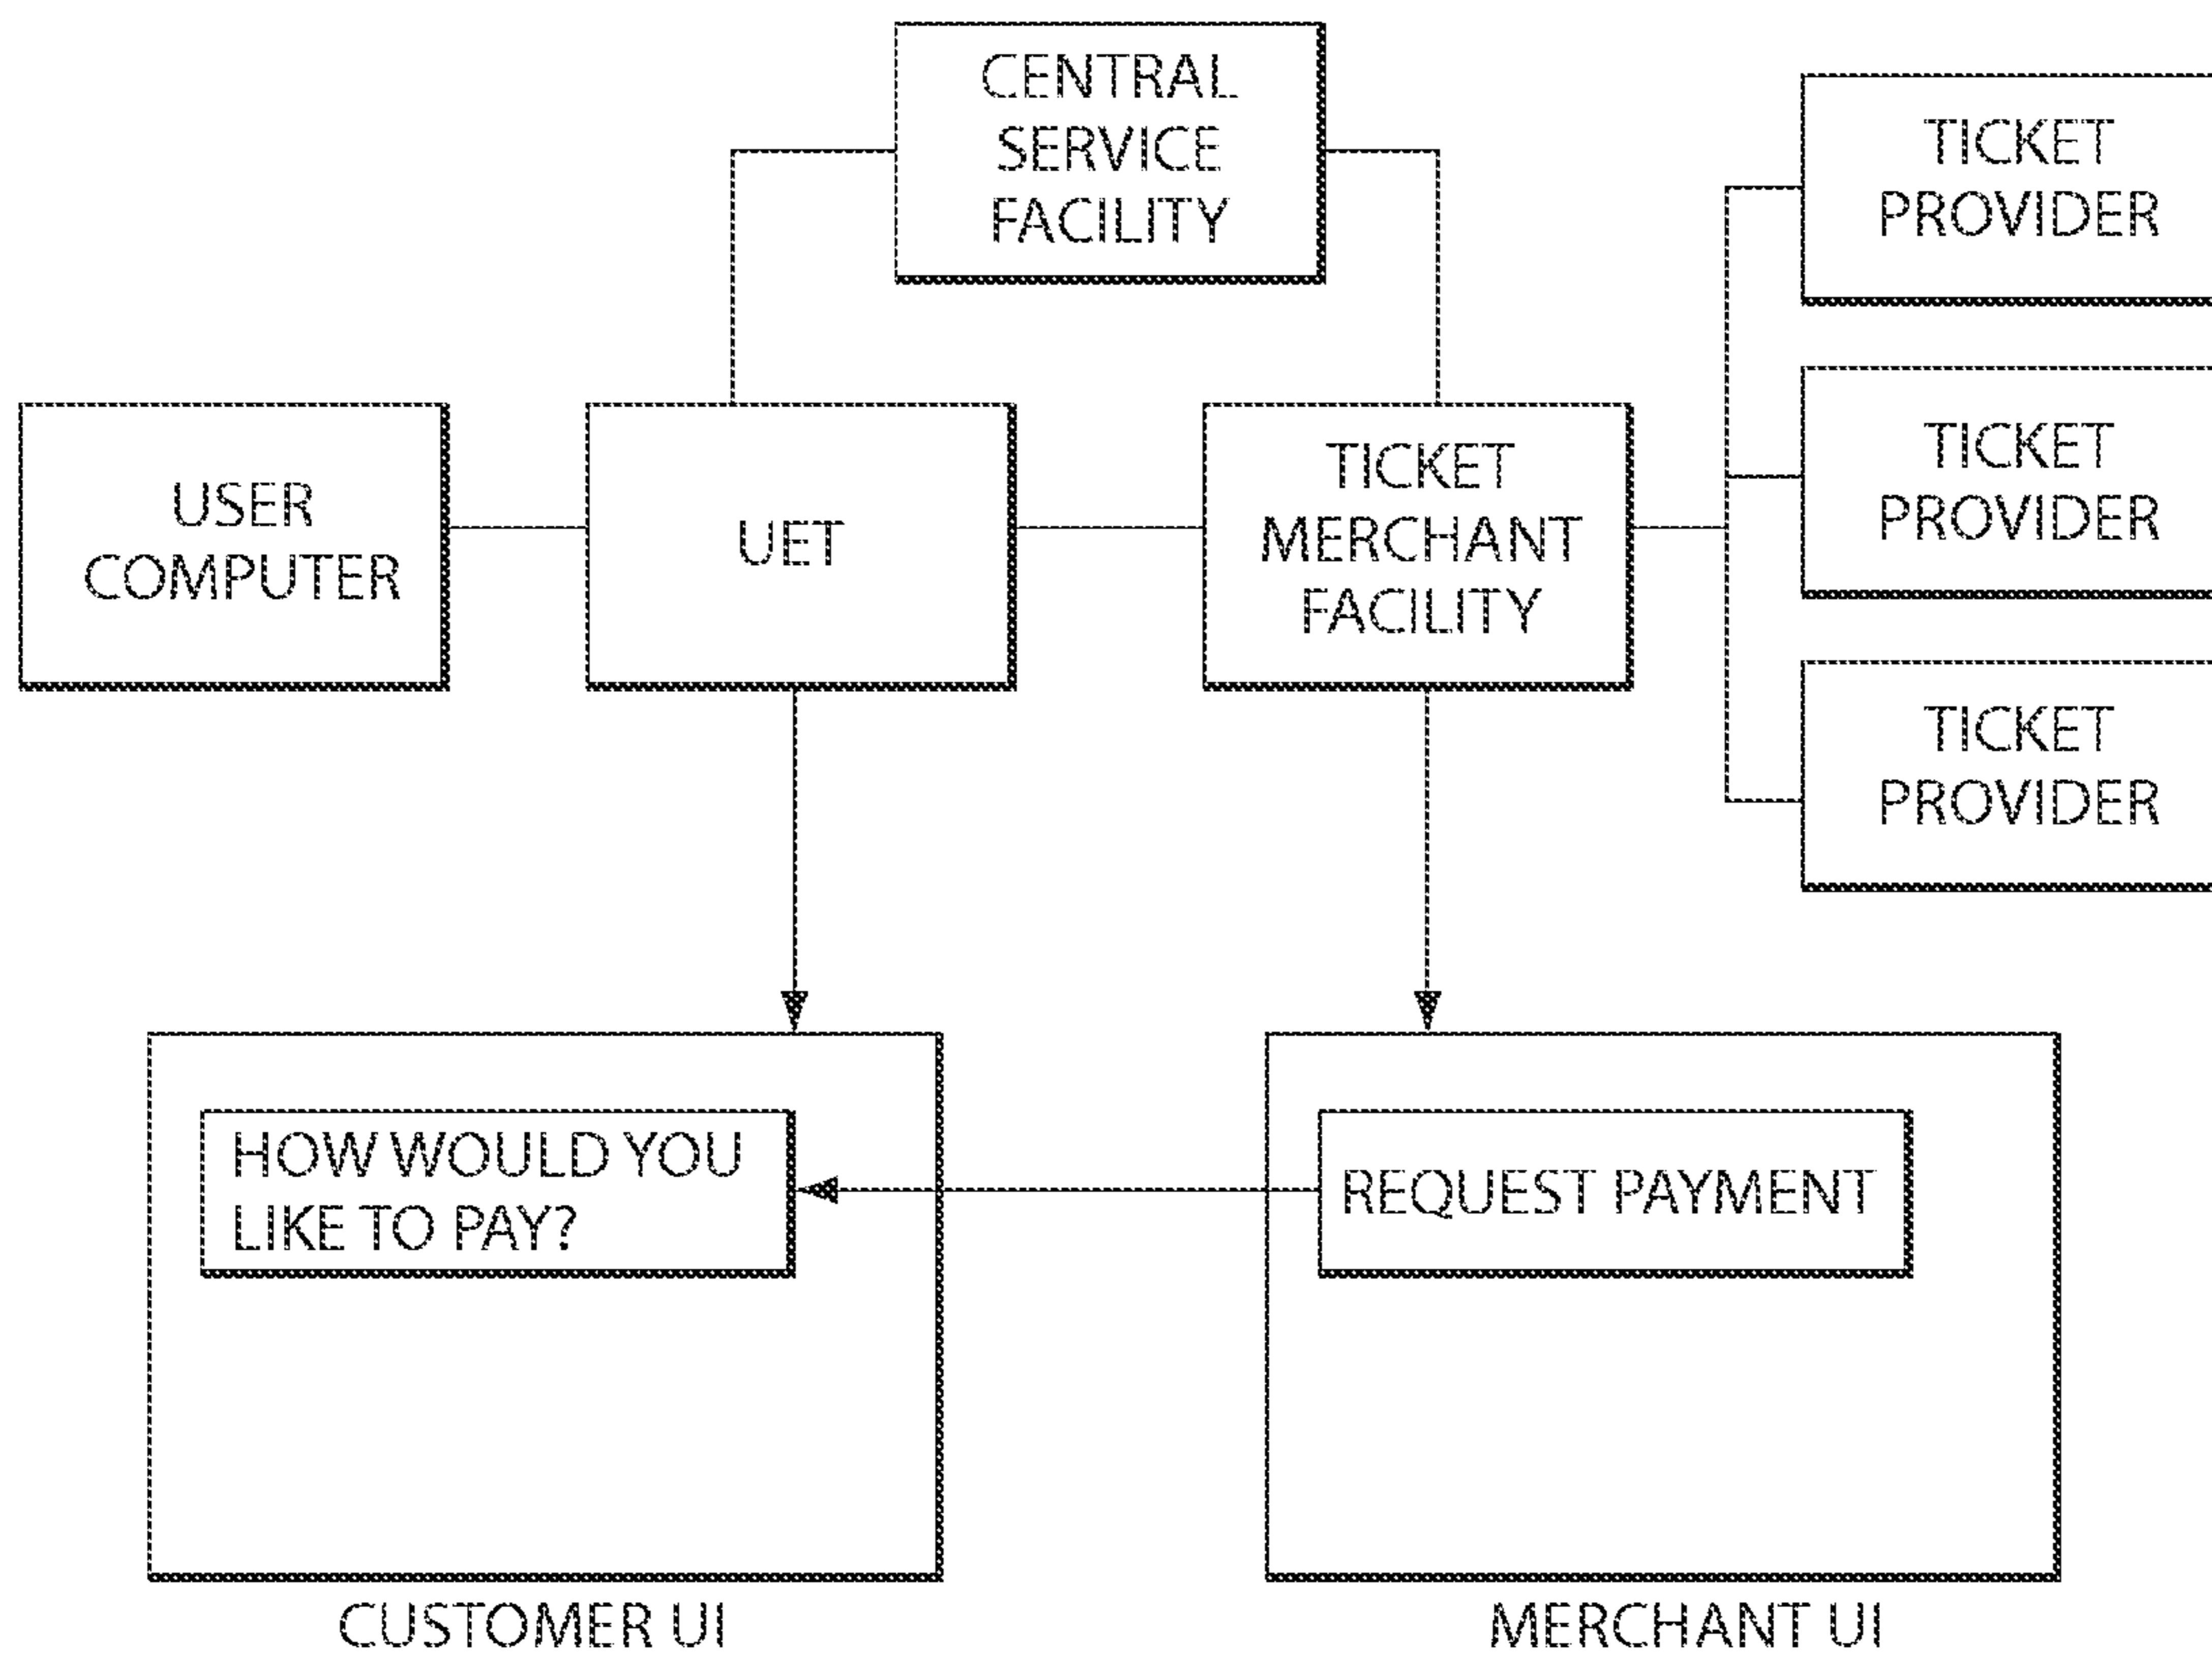 CENTRAL
SERVICE
FACILITY
TICKET
PROVIDER
USER
COMPUTER
UET
TICKET
MERCHANT
FACILITY
TICKET
PROVIDER
TICKET
PROVIDER
HOW WOULD YOU
LIKE TO PAY?
REQUEST PAYMENT
CUSTOMER UI
MERCHANT UI